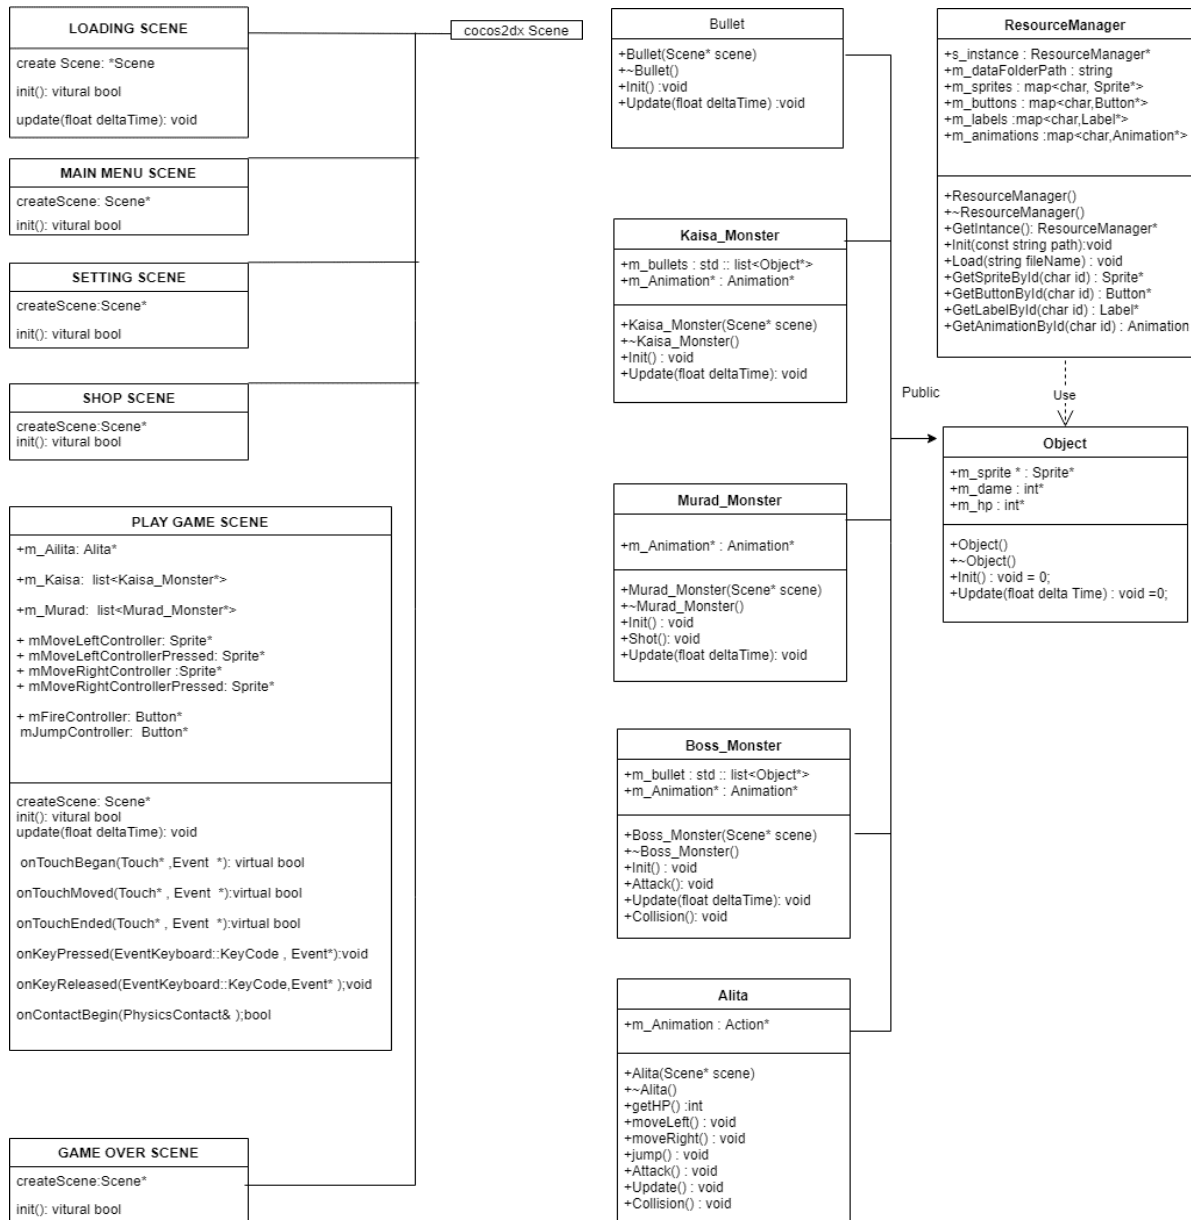 LOADING SCENE
create Scene: *Scene
init(): vitural bool
update(float deltaTime): void
MAIN MENU SCENE
createScene: Scene*
init(): vitural bool
SETTING SCENE
createScene:Scene*
init(): vitural bool
SHOP SCENE
createScene:Scene*
init(): vitural bool
PLAY GAME SCENE
+m_Ailita: Alita*
+m_Kaisa: list<Kaisa_Monster*>
+m_Murad: list<Murad_Monster*>
+ mMoveLeftController: Sprite*
+ mMoveLeftControllerPressed: Sprite*
+ mMoveRightController :Sprite*
+ mMoveRightControllerPressed: Sprite*
+ mFireController: Button*
mJumpController: Button*
createScene: Scene*
init(): vitural bool
update(float deltaTime): void
onTouchBegan(Touch* ,Event *): virtual bool
onTouchMoved(Touch* , Event *):virtual bool
onTouchEnded(Touch* , Event *):virtual bool
onKeyPressed(EventKeyboard::KeyCode , Event*):void
onKeyReleased(EventKeyboard::KeyCode,Event* );void
onContactBegin(PhysicsContact& );bool
GAME OVER SCENE
createScene:Scene*
init(): vitural bool
cocos2dx Scene
Bullet
+Bullet(Scene* scene)
+~Bullet()
+Init() :void
+Update(float deltaTime) :void
Kaisa_Monster
+m_bullets : std :: list<Object*>
+m_Animation* : Animation*
+Kaisa_Monster(Scene* scene)
+~Kaisa_Monster()
+Init() : void
+Update(float deltaTime): void
Murad_Monster
+m_Animation* : Animation*
+Murad_Monster(Scene* scene)
+~Murad_Monster()
+Init() : void
+Shot(): void
+Update(float deltaTime): void
Boss_Monster
+m_bullet : std :: list<Object*>
+m_Animation* : Animation*
+Boss_Monster(Scene* scene)
+~Boss_Monster()
+Init() : void
+Attack(): void
+Update(float deltaTime): void
+Collision(): void
Alita
+m_Animation : Action*
+Alita(Scene* scene)
+~Alita()
+getHP() :int
+moveLeft() : void
+moveRight() : void
+jump() : void
+Attack() : void
+Update() : void
+Collision() : void
ResourceManager
+s_instance : ResourceManager*
+m_dataFolderPath : string
+m_sprites : map<char, Sprite*>
+m_buttons : map<char,Button*>
+m_labels :map<char,Label*>
+m_animations :map<char,Animation*>
+ResourceManager()
+~ResourceManager()
+GetIntance(): ResourceManager*
+Init(const string path):void
+Load(string fileName) : void
+GetSpriteById(char id) : Sprite*
+GetButtonById(char id) : Button*
+GetLabelById(char id) : Label*
+GetAnimationById(char id) : Animation
Public
Use
Object
+m_sprite * : Sprite*
+m_dame : int*
+m_hp : int*
+Object()
+~Object()
+Init() : void = 0;
+Update(float delta Time) : void =0;